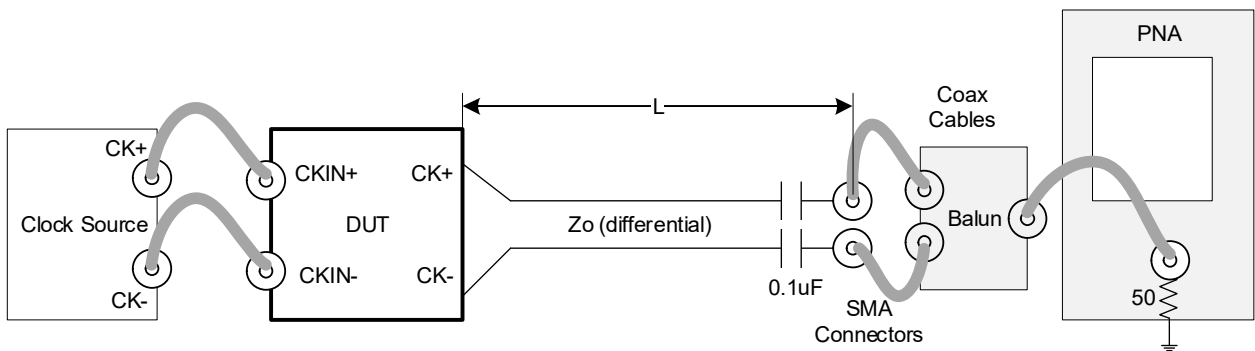 PNA
L
Coax
Cables
CK+
CKIN+
CK+
Clock Source
DUT
Zo (differential)
Balun
CKIN-
CK-
CK-
0.1uF
SMA
Connectors
50